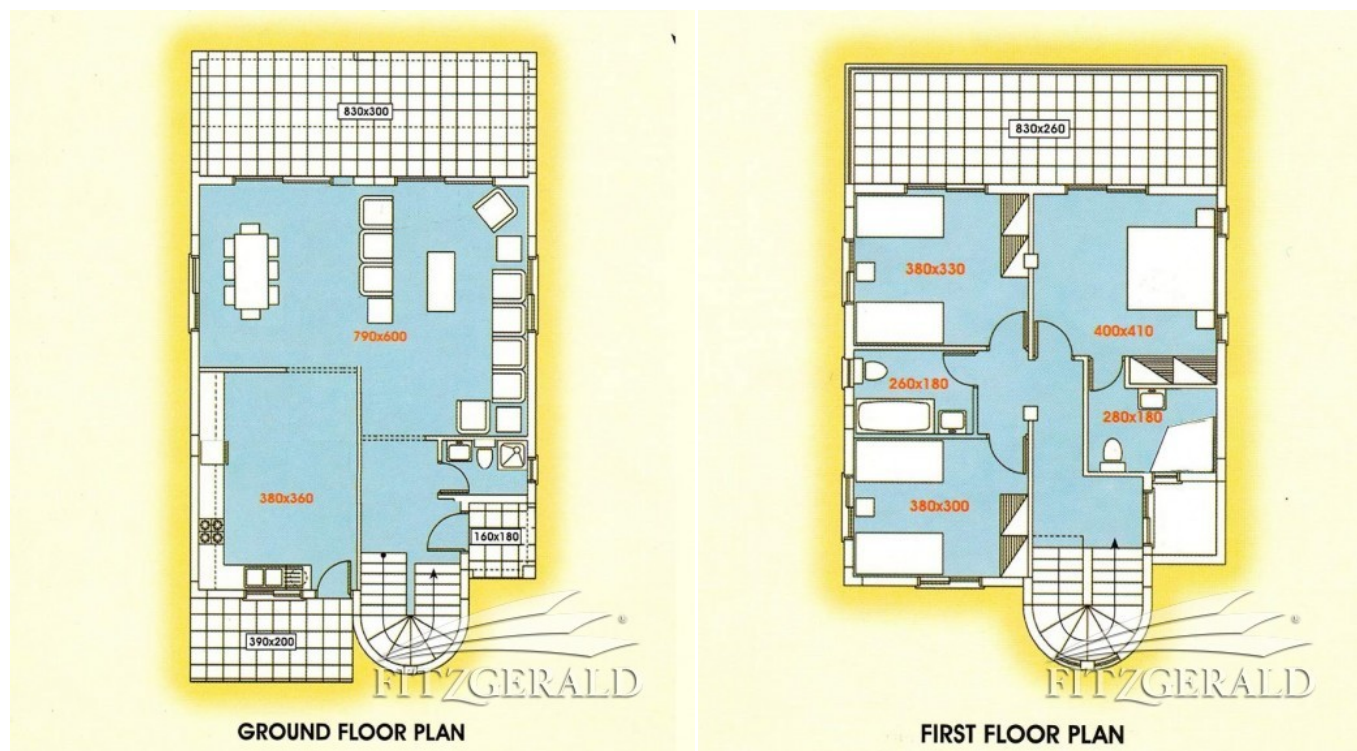 830x300
790x600
380x360
160x180
390x200
FITZGERALD
GROUND FLOOR PLAN
830x260
380x330
400x410
260x180
280x180
380x300
®
FITZGERALD
FIRST FLOOR PLAN